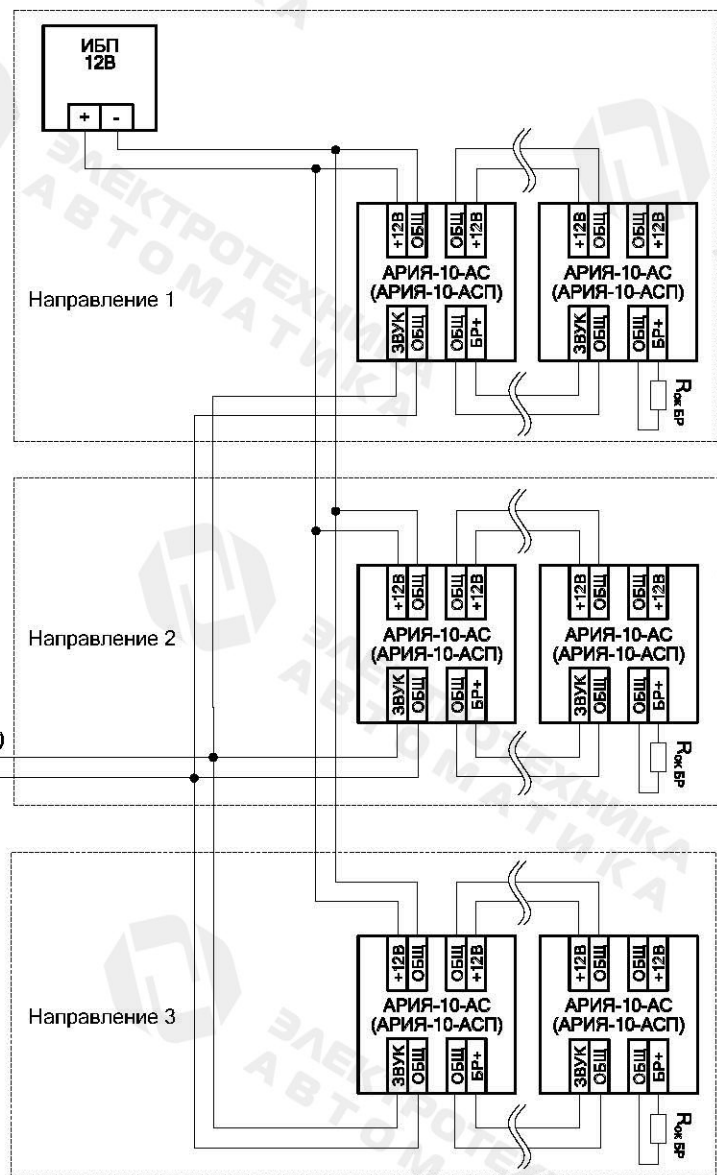 ИБП
12В
+ -
+12В ОБЩ ОБЩ +12В
АРИЯ-10-АС
(АРИЯ-10-АСП)
ЗВУК ОБЩ ОБЩ БР+
+12В ОБЩ ОБЩ +12В
АРИЯ-10-АС
(АРИЯ-10-АСП)
ЗВУК ОБЩ ОБЩ БР+
Rок БР
Направление 1
+12В ОБЩ ОБЩ +12В
АРИЯ-10-АС
(АРИЯ-10-АСП)
ЗВУК ОБЩ ОБЩ БР+
+12В ОБЩ ОБЩ +12В
АРИЯ-10-АС
(АРИЯ-10-АСП)
ЗВУК ОБЩ ОБЩ БР+
Rок БР
Направление 2
)
+12В ОБЩ ОБЩ +12В
АРИЯ-10-АС
(АРИЯ-10-АСП)
ЗВУК ОБЩ ОБЩ БР+
+12В ОБЩ ОБЩ +12В
АРИЯ-10-АС
(АРИЯ-10-АСП)
ЗВУК ОБЩ ОБЩ БР+
Rок БР
Направление 3
ЭЛЕКТРОТЕХНИКА
АВТОМАТИКА
ЭЛЕКТРОТЕХНИКА
АВТОМАТИКА